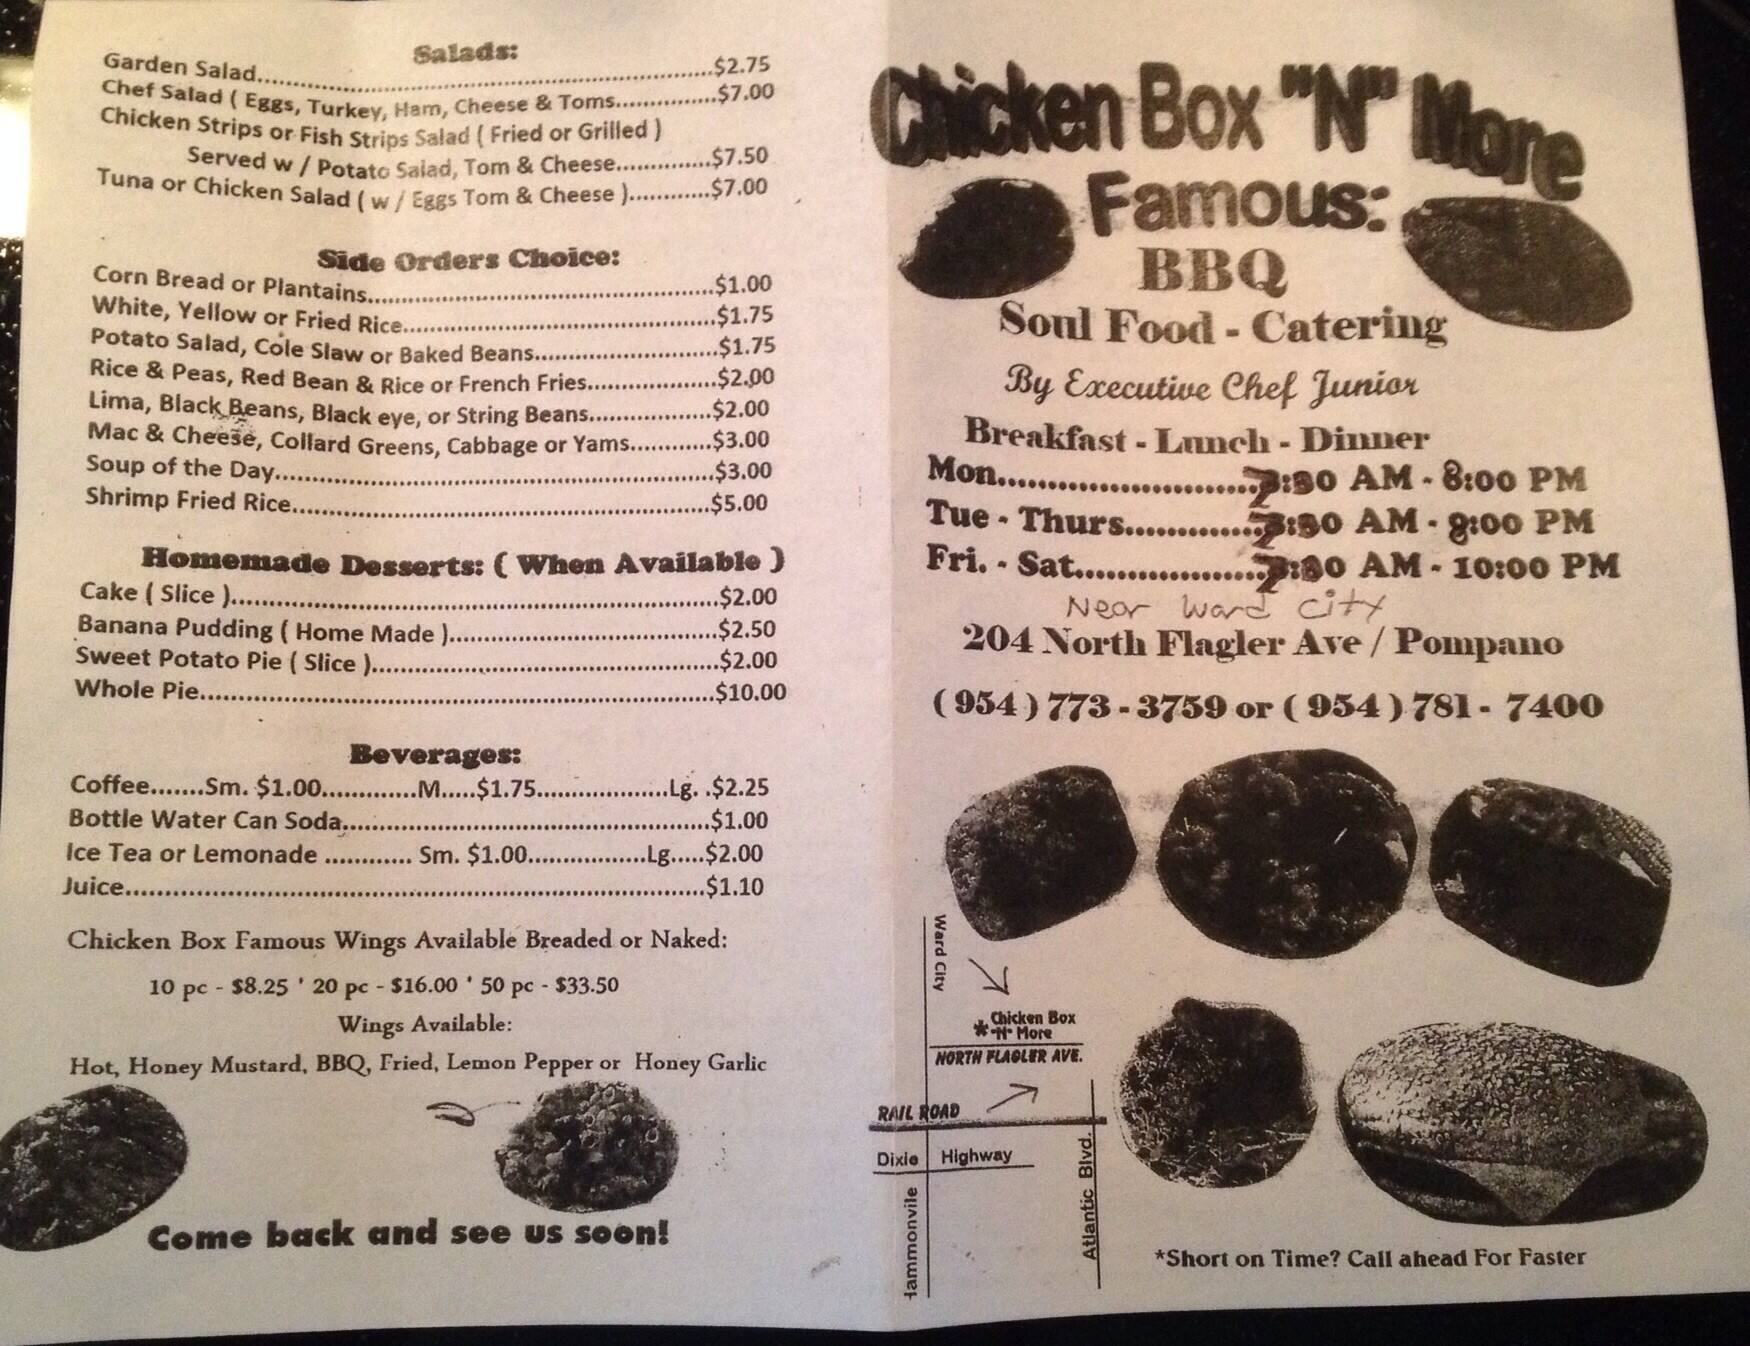 Salads:
Garden Salad..........$2.75
Chef Salad ( Eggs, Turkey, Ham, Cheese & Toms..........$7.00
Chicken Strips or Fish Strips Salad ( Fried or Grilled )
Served w / Potato Salad, Tom & Cheese..........$7.50
Tuna or Chicken Salad ( w / Eggs Tom & Cheese )..........$7.00
Side Orders Choice:
Corn Bread or Plantains..........$1.00
White, Yellow or Fried Rice..........$1.75
Potato Salad, Cole Slaw or Baked Beans..........$1.75
Rice & Peas, Red Bean & Rice or French Fries..........$2.00
Lima, Black Beans, Black eye, or String Beans..........$2.00
Mac & Cheese, Collard Greens, Cabbage or Yams..........$3.00
Soup of the Day..........$3.00
Shrimp Fried Rice..........$5.00
Homemade Desserts: ( When Available )
Cake ( Slice )..........$2.00
Banana Pudding ( Home Made )..........$2.50
Sweet Potato Pie ( Slice )..........$2.00
Whole Pie..........$10.00
Beverages:
Coffee.......Sm. $1.00.............M.....$1.75..................Lg. .$2.25
Bottle Water Can Soda..........$1.00
Ice Tea or Lemonade ............ Sm. $1.00.................Lg.....$2.00
Juice..........$1.10
Chicken Box Famous Wings Available Breaded or Naked:
10 pc - $8.25 ' 20 pc - $16.00 ' 50 pc - $33.50
Wings Available:
Hot, Honey Mustard, BBQ, Fried, Lemon Pepper or Honey Garlic
Come back and see us soon!
Chicken Box "N" More
Famous:
BBQ
Soul Food - Catering
By Executive Chef Junior
Breakfast - Lunch - Dinner
Mon..........7:30 AM - 8:00 PM
Tue - Thurs..........7:30 AM - 8:00 PM
Fri. - Sat..........7:30 AM - 10:00 PM
Near Ward City
204 North Flagler Ave / Pompano
( 954 ) 773 - 3759 or ( 954 ) 781 - 7400
Ward City
* Chicken Box
"N" More
NORTH FLAGLER AVE.
RAIL ROAD
Dixie Highway
Hammonville
Atlantic Blvd.
*Short on Time? Call ahead For Faster